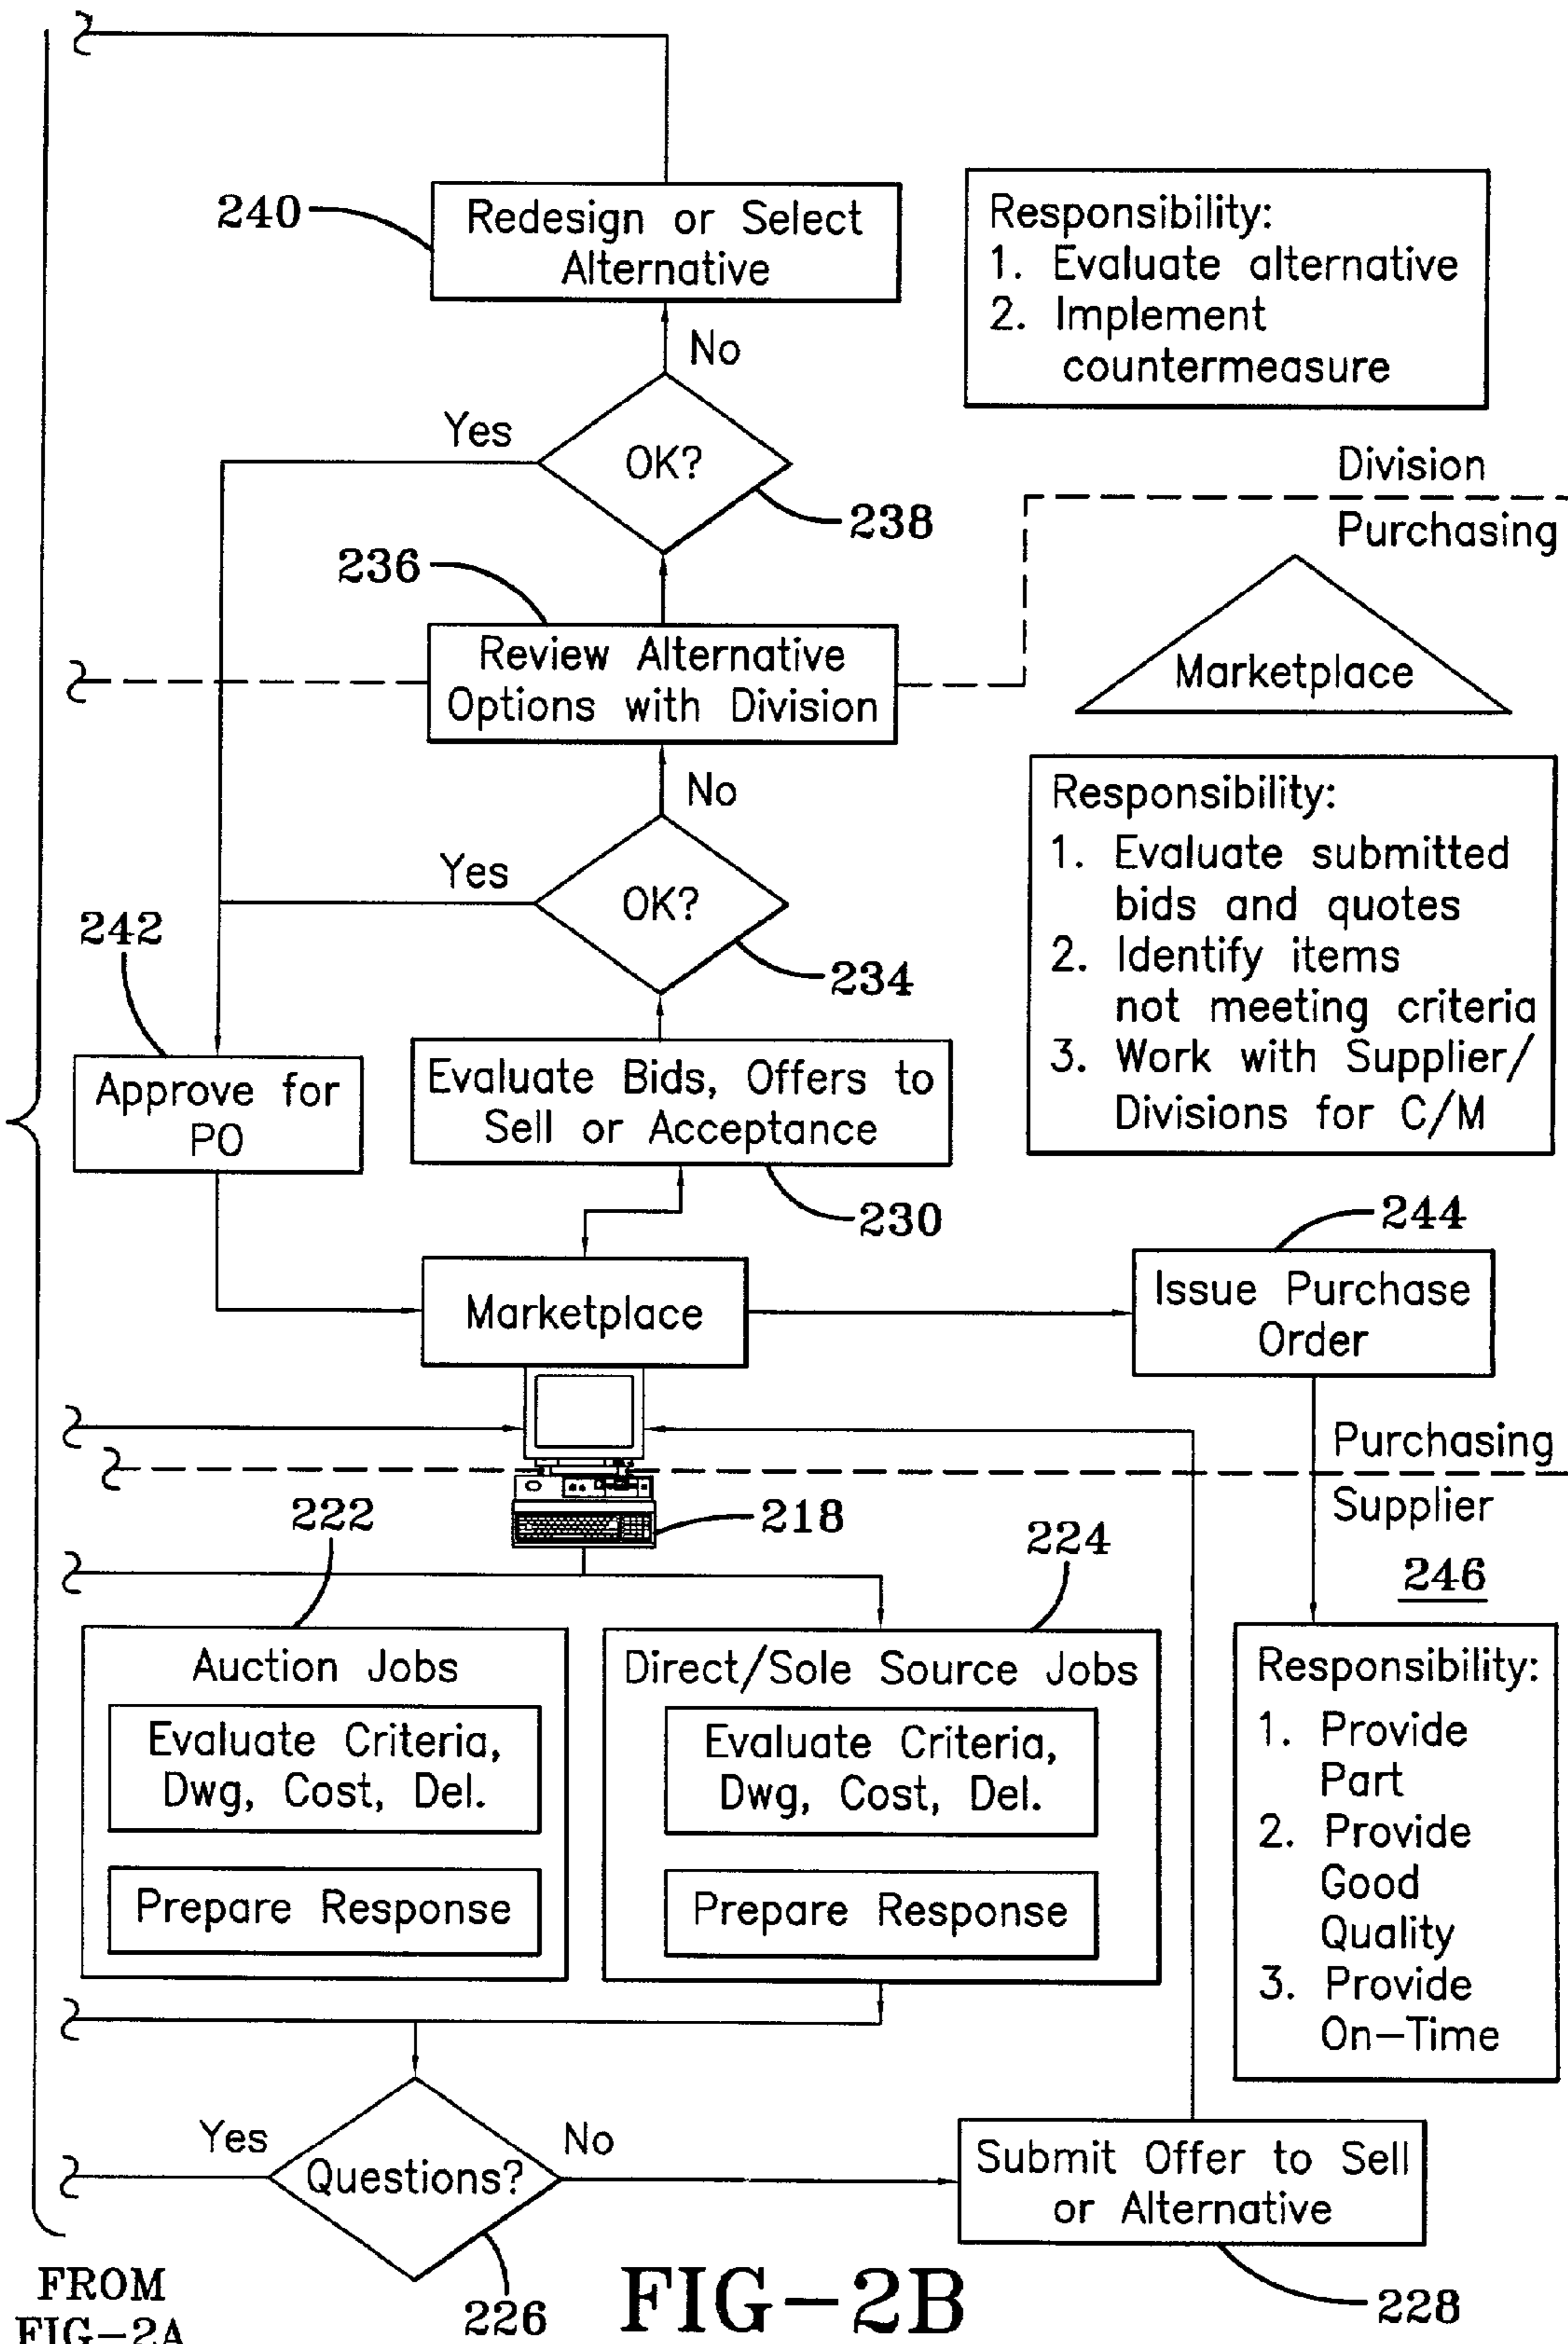 240
Redesign or Select
Alternative
Responsibility:
1. Evaluate alternative
2. Implement
countermeasure
No
Yes
OK?
238
Division
Purchasing
236
Review Alternative
Options with Division
Marketplace
No
Yes
OK?
234
Responsibility:
1. Evaluate submitted
bids and quotes
2. Identify items
not meeting criteria
3. Work with Supplier/
Divisions for C/M
242
Approve for
PO
Evaluate Bids, Offers to
Sell or Acceptance
230
244
Marketplace
Issue Purchase
Order
Purchasing
Supplier
218
222
224
246
Auction Jobs
Evaluate Criteria,
Dwg, Cost, Del.
Prepare Response
Direct/Sole Source Jobs
Evaluate Criteria,
Dwg, Cost, Del.
Prepare Response
Responsibility:
1. Provide
Part
2. Provide
Good
Quality
3. Provide
On-Time
Yes
Questions?
No
226
Submit Offer to Sell
or Alternative
228
FROM
FIG-2A
FIG-2B